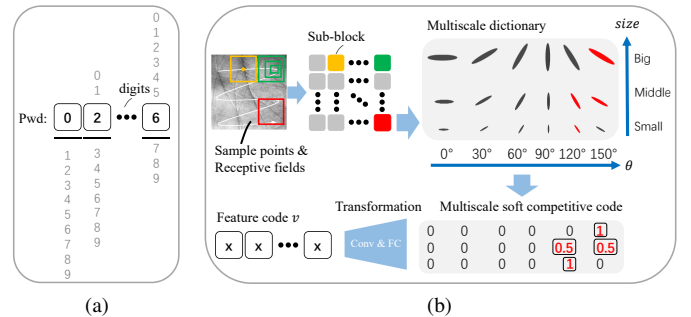 0
1
2
3
4
5
0
1
digits
Pwd: 0 2 ••• 6
1
2
3
4
5
6
7
8
9
3
4
5
6
7
8
9
7
8
9
(a)
Sub-block
Sample points &
Receptive fields
Multiscale dictionary
size
Big
Middle
Small
0° 30° 60° 90° 120° 150°
θ
Feature code v
x x ••• x
Transformation
Conv & FC
Multiscale soft competitive code
0 0 0 0 0 1
0 0 0 0 0.5 0.5
0 0 0 0 1 0
(b)